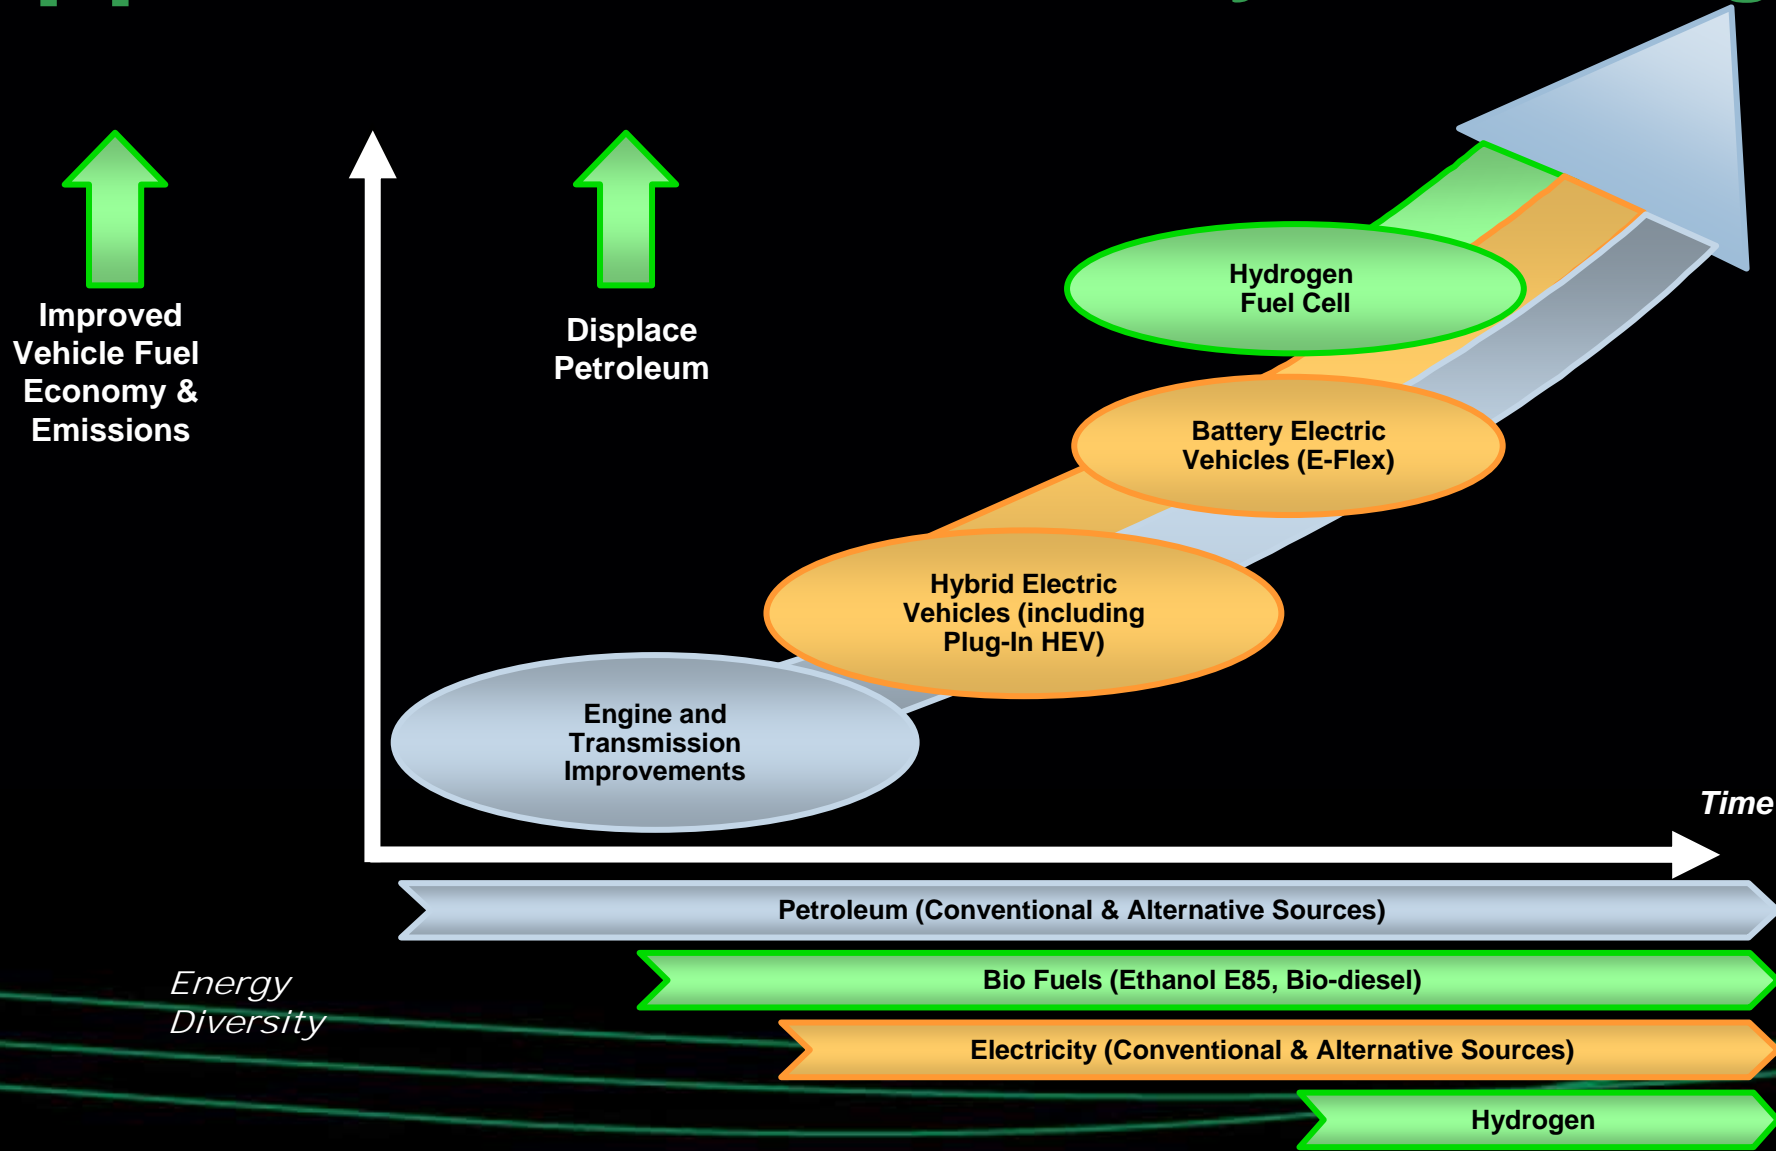 Improved
Vehicle Fuel
Economy &
Emissions
Displace
Petroleum
Hydrogen
Fuel Cell
Battery Electric
Vehicles (E-Flex)
Hybrid Electric
Vehicles (including
Plug-In HEV)
Engine and
Transmission
Improvements
Time
Petroleum (Conventional & Alternative Sources)
Energy
Diversity
Bio Fuels (Ethanol E85, Bio-diesel)
Electricity (Conventional & Alternative Sources)
Hydrogen